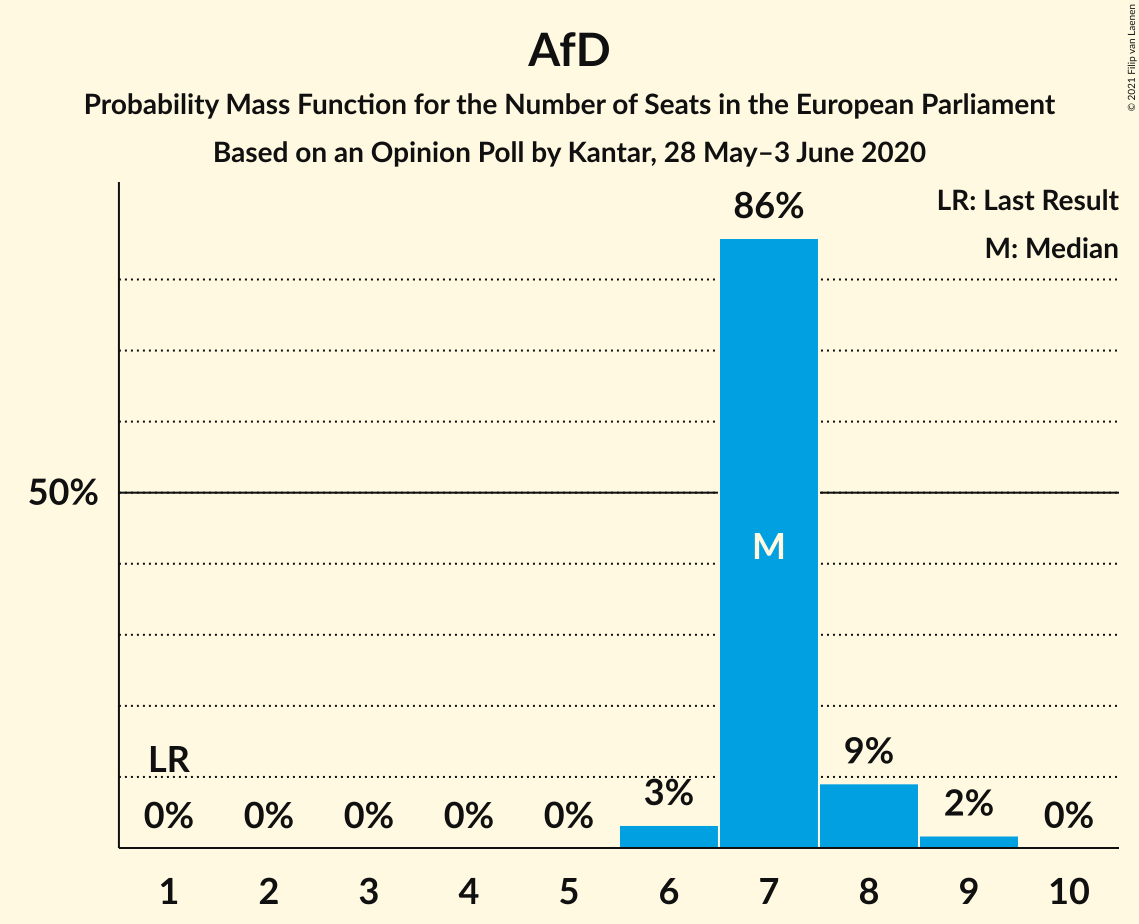 AfD
Probability Mass Function for the Number of Seats in the European Parliament
Based on an Opinion Poll by Kantar, 28 May–3 June 2020
© 2021 Filip van Laenen
LR: Last Result
M: Median
86%
50%
M
LR
9%
3%
2%
0% 0% 0% 0% 0% 0%
1 2 3 4 5 6 7 8 9 10